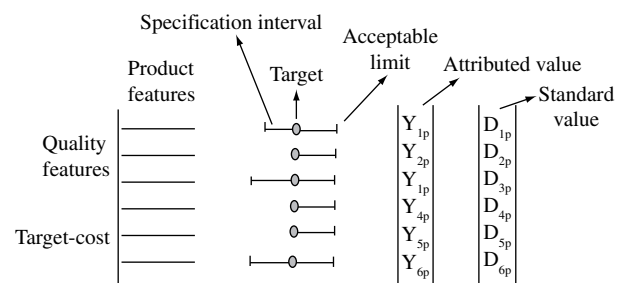 Specification interval
Acceptable
limit
Product
features
Target
Attributed value
Standard
value
Quality
features
Target-cost
Y1p
Y2p
Y1p
Y4p
Y5p
Y6p
D1p
D2p
D3p
D4p
D5p
D6p